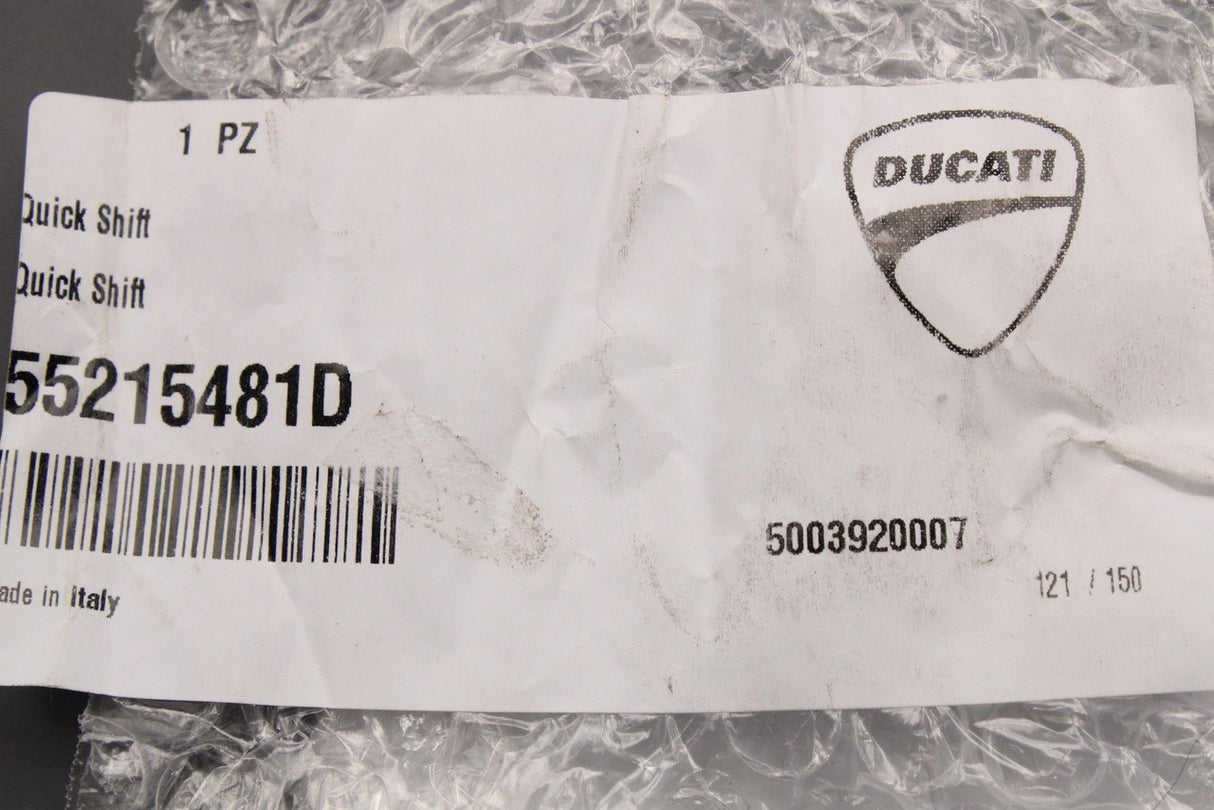 1 PZ
DUCATI
Quick Shift
Quick Shift
55215481D
5003920007
121 / 150
ade in Italy